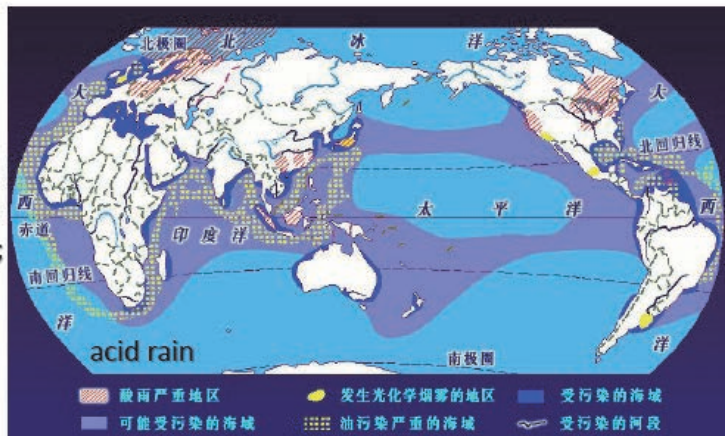 北极圈
北 冰 洋
大
大
北回归线
西
太 平 洋
西
赤道
印 度 洋
南回归线
洋
洋
acid rain
南极圈
酸雨严重地区
发生光化学烟雾的地区
受污染的海域
可能受污染的海域
油污染严重的海域
受污染的河段